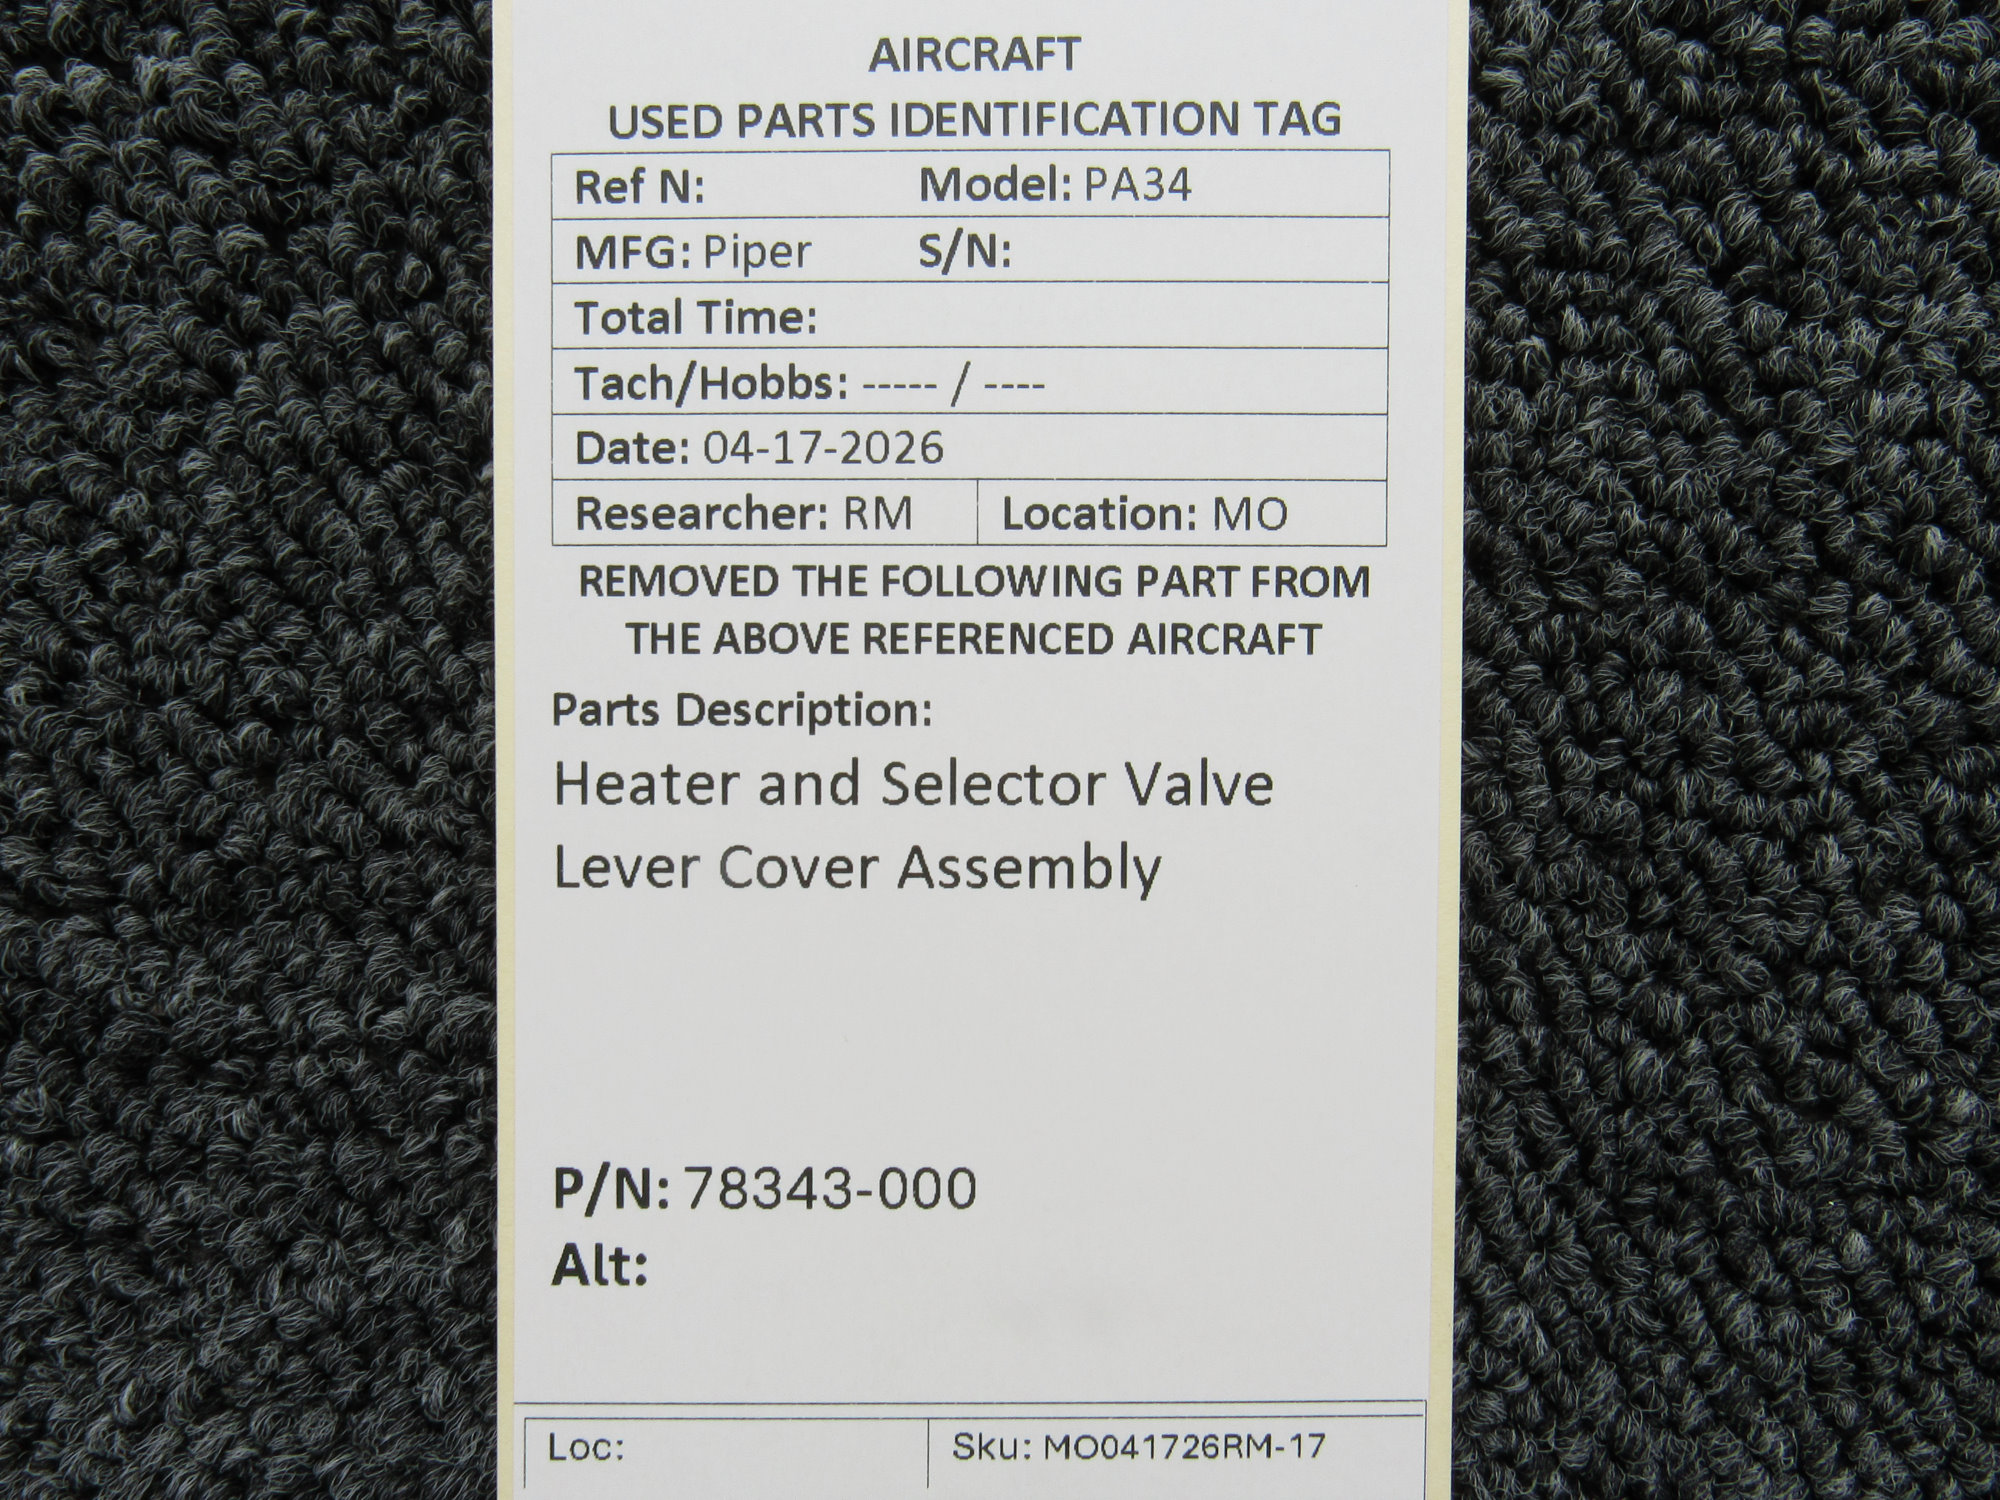 AIRCRAFT
USED PARTS IDENTIFICATION TAG
Ref N: Model: PA34
MFG: Piper S/N:
Total Time:
Tach/Hobbs: ----- / ----
Date: 04-17-2026
Researcher: RM Location: MO
REMOVED THE FOLLOWING PART FROM
THE ABOVE REFERENCED AIRCRAFT
Parts Description:
Heater and Selector Valve
Lever Cover Assembly
P/N: 78343-000
Alt:
Loc: Sku: MO041726RM-17